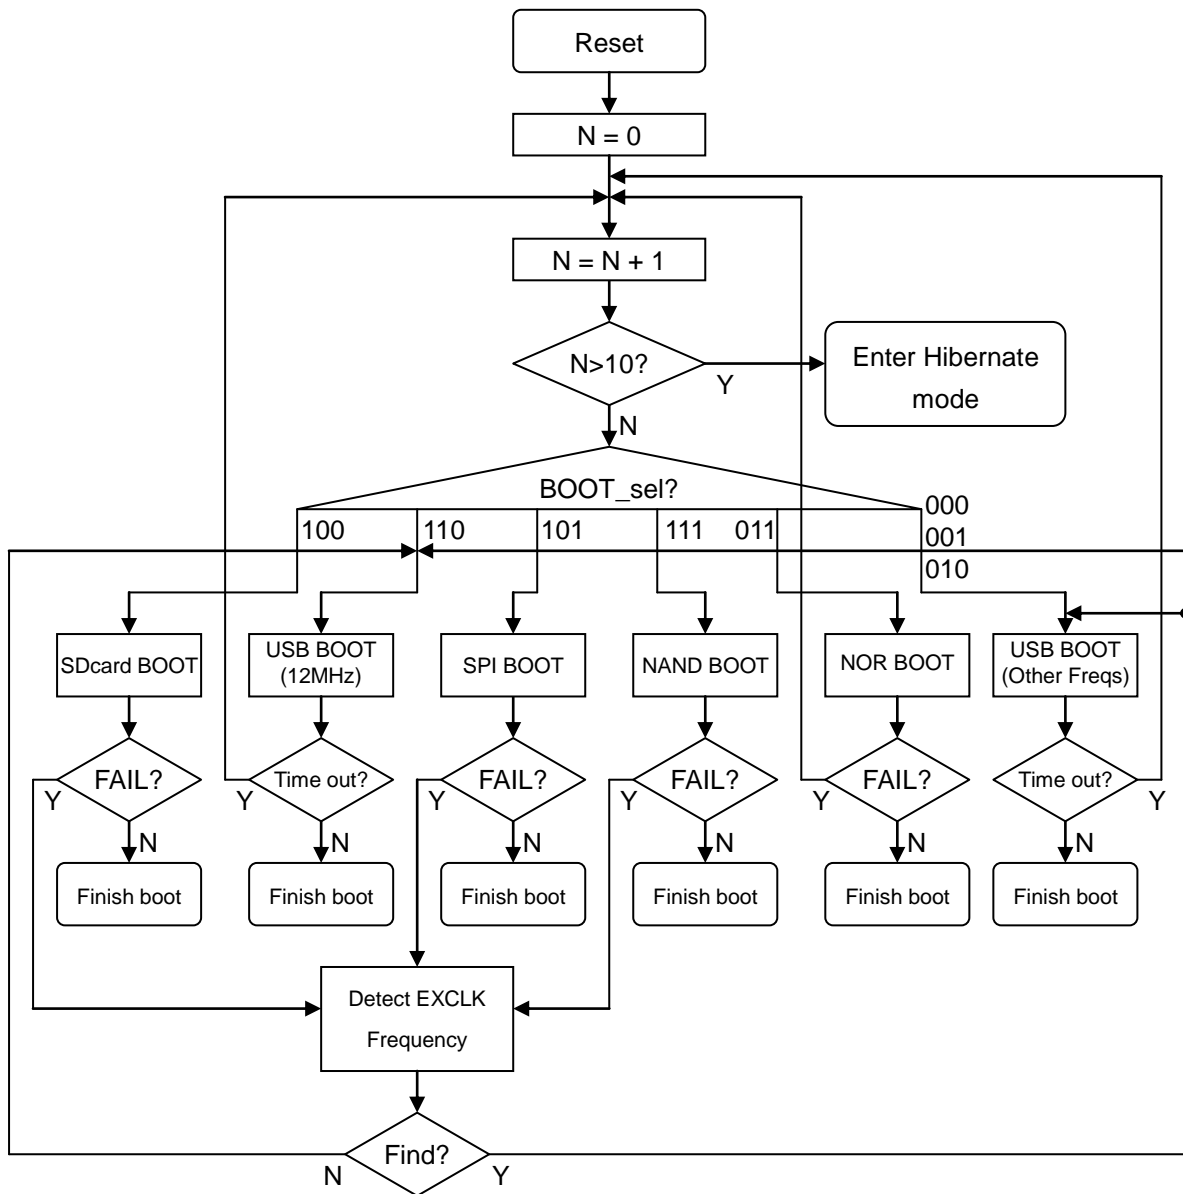 Reset
N = 0
N = N + 1
N>10?
Y
Enter Hibernate
mode
N
BOOT_sel?
100
110
101
111
011
000
001
010
SDcard BOOT
USB BOOT
(12MHz)
SPI BOOT
NAND BOOT
NOR BOOT
USB BOOT
(Other Freqs)
FAIL?
Time out?
FAIL?
FAIL?
FAIL?
Time out?
Y
Y
Y
Y
Y
Y
N
N
N
N
N
N
Finish boot
Finish boot
Finish boot
Finish boot
Finish boot
Finish boot
Detect EXCLK
Frequency
Find?
N
Y